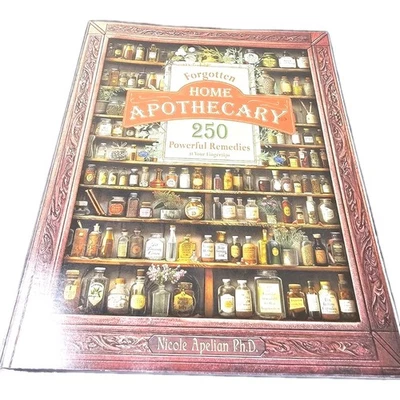 Forgotten
HOME
APOTHECARY
250
Powerful Remedies
at Your Fingertips
Nicole Apelian Ph.D.